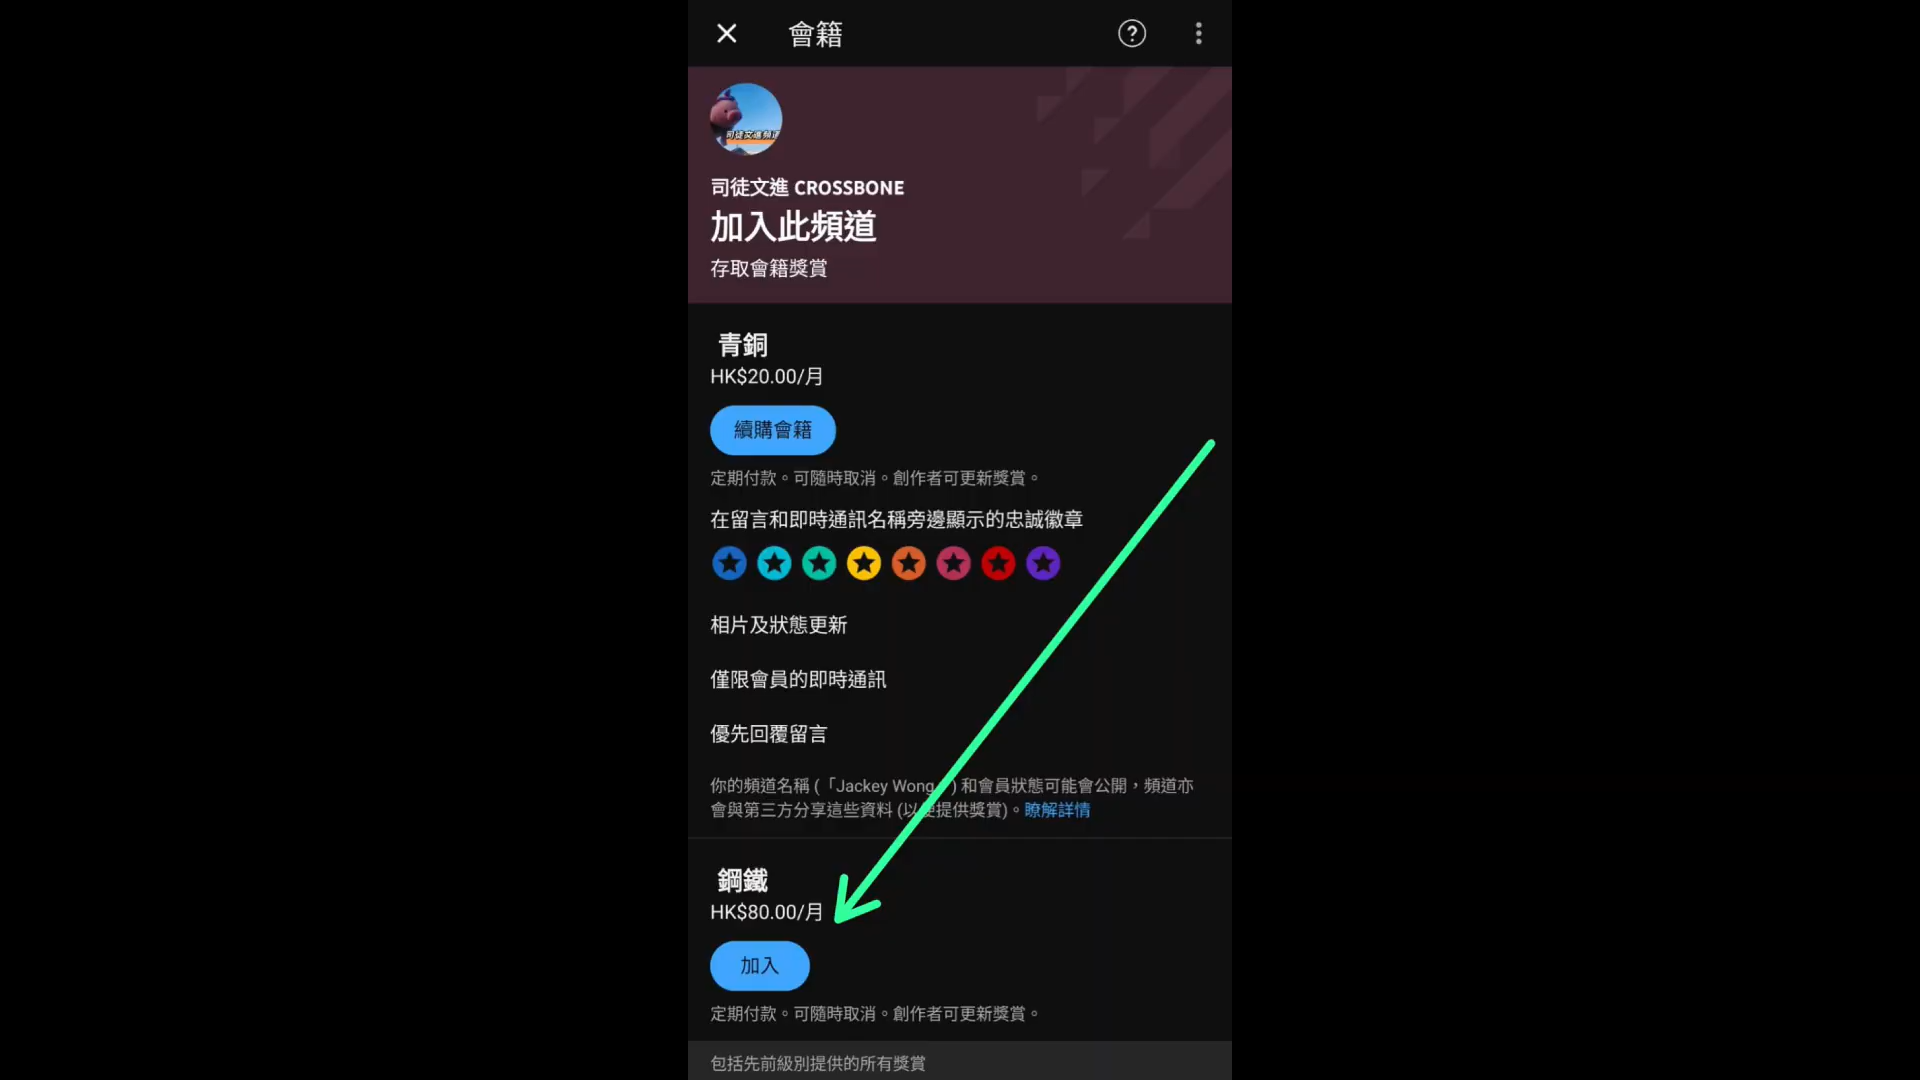 會籍
司徒文進頻道
司徒文進 CROSSBONE
加入此頻道
存取會籍獎賞
青銅
HK$20.00/月
續購會籍
定期付款。可隨時取消。創作者可更新獎賞。
在留言和即時通訊名稱旁邊顯示的忠誠徽章
相片及狀態更新
僅限會員的即時通訊
優先回覆留言
你的頻道名稱 (「Jackey Wong」) 和會員狀態可能會公開，頻道亦
會與第三方分享這些資料 (以便提供獎賞)。瞭解詳情
鋼鐵
HK$80.00/月
加入
定期付款。可隨時取消。創作者可更新獎賞。
包括先前級別提供的所有獎賞